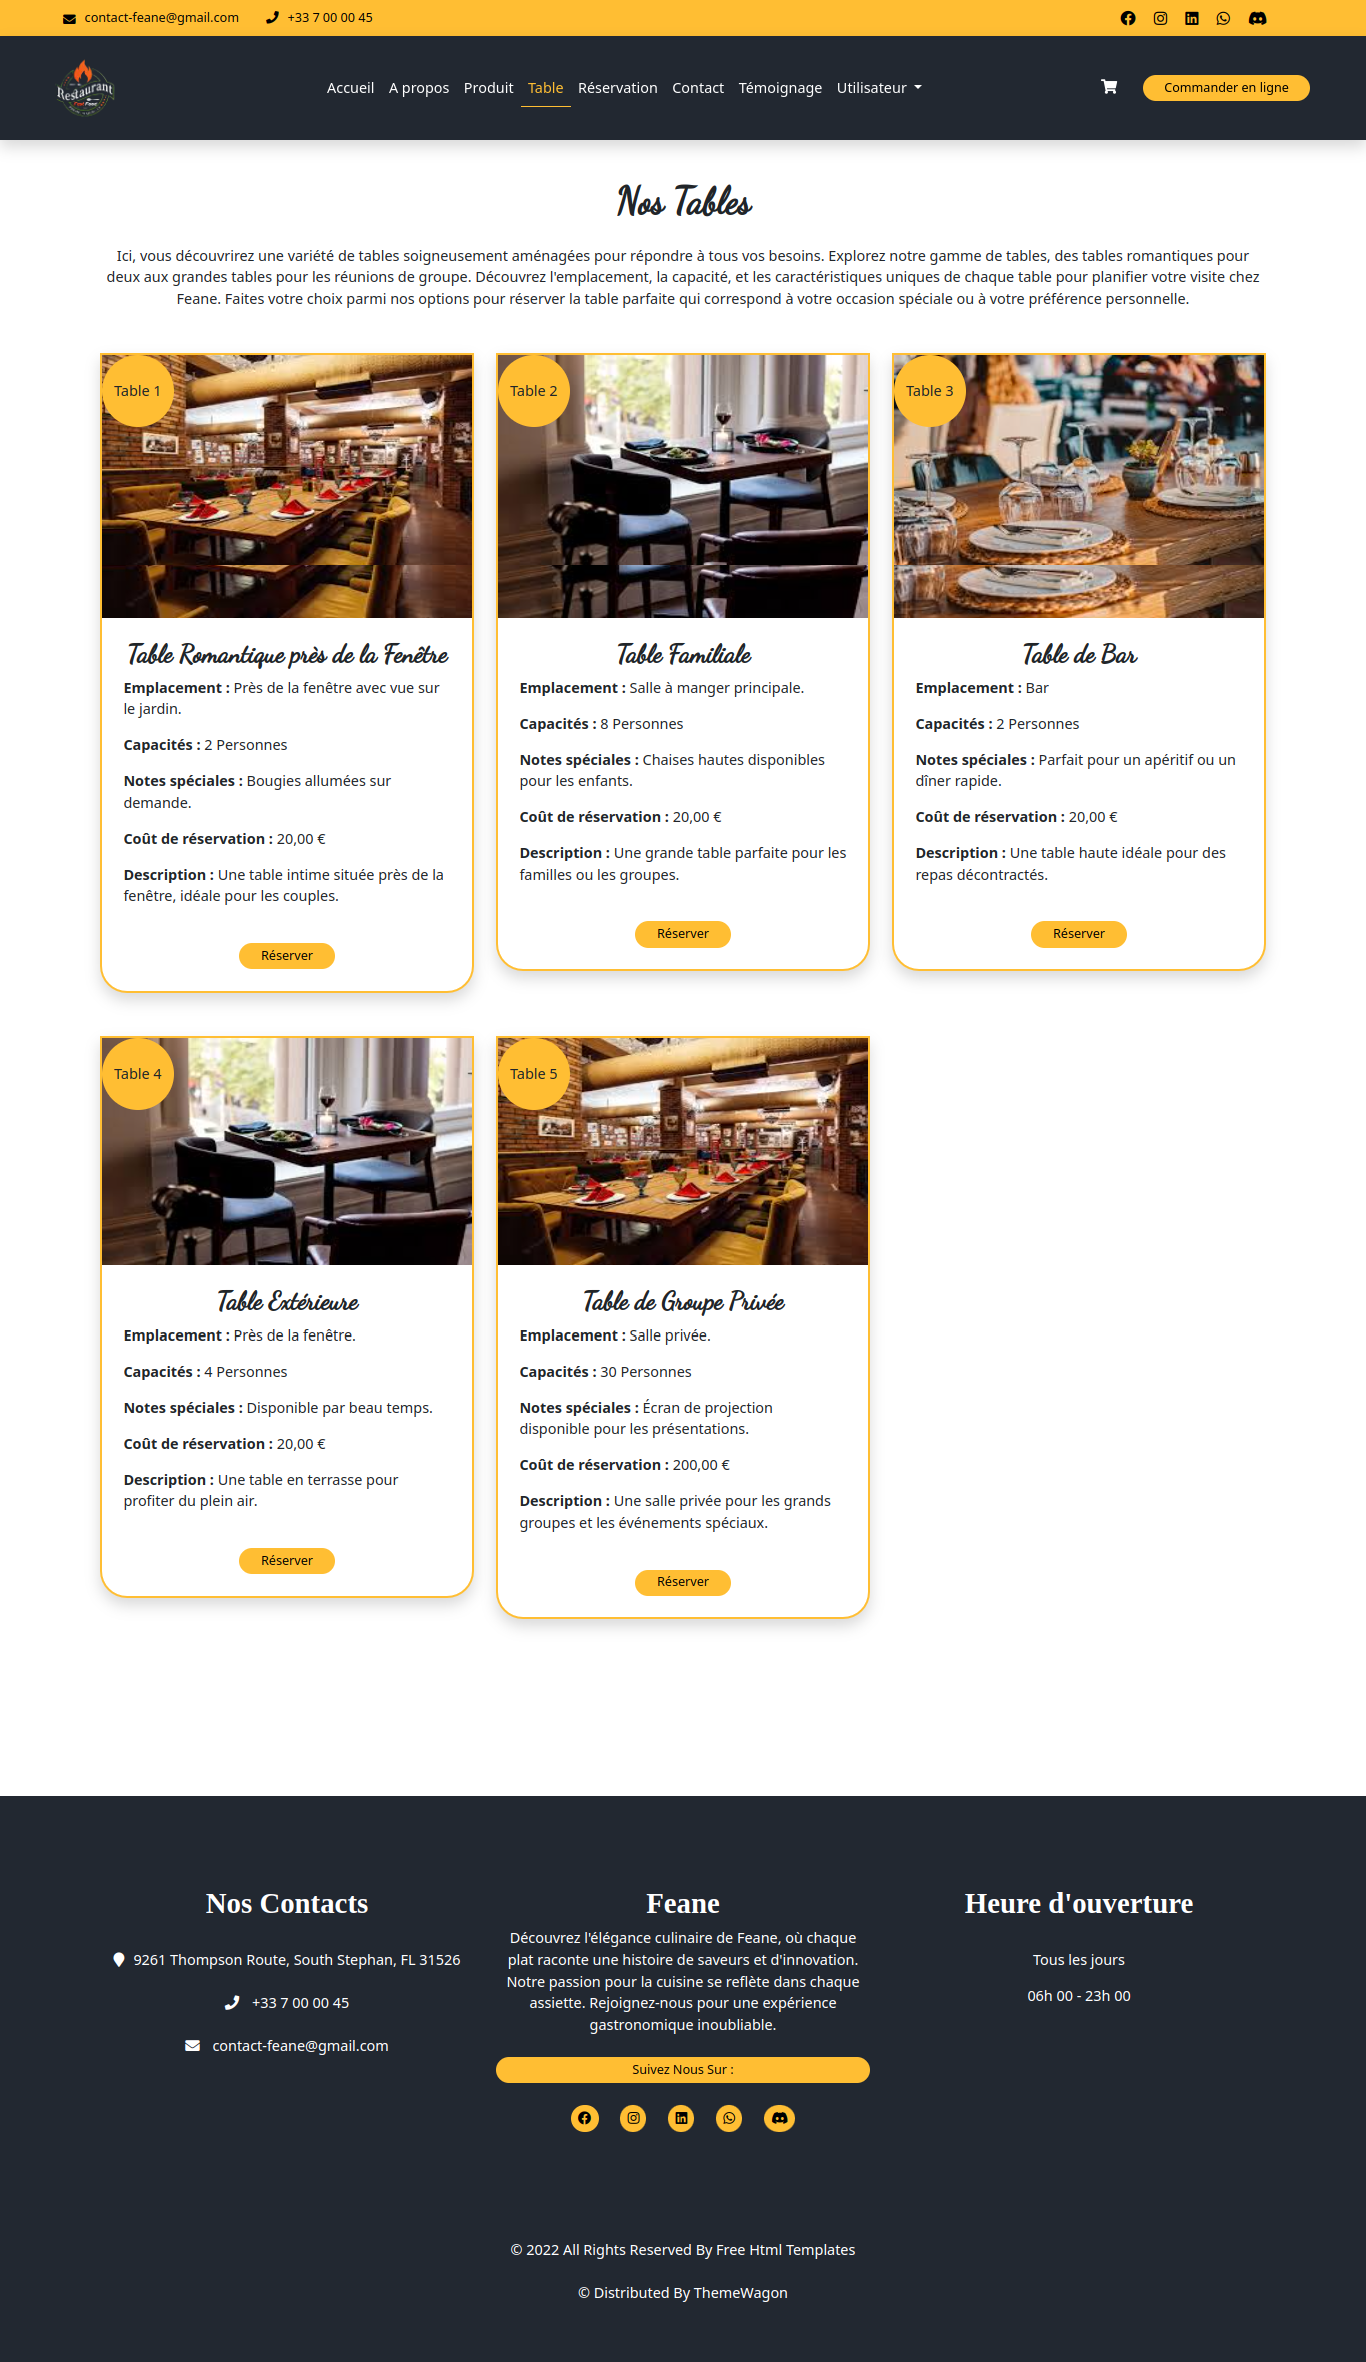 contact-feane@gmail.com +33 7 00 00 45
Restaurant
Accueil A propos Produit Table Réservation Contact Témoignage Utilisateur
Commander en ligne
Nos Tables
Ici, vous découvrirez une variété de tables soigneusement aménagées pour répondre à tous vos besoins. Explorez notre gamme de tables, des tables romantiques pour
deux aux grandes tables pour les réunions de groupe. Découvrez l'emplacement, la capacité, et les caractéristiques uniques de chaque table pour planifier votre visite chez
Feane. Faites votre choix parmi nos options pour réserver la table parfaite qui correspond à votre occasion spéciale ou à votre préférence personnelle.
Table 1
Table Romantique près de la Fenêtre
Emplacement : Près de la fenêtre avec vue sur
le jardin.
Capacités : 2 Personnes
Notes spéciales : Bougies allumées sur
demande.
Coût de réservation : 20,00 €
Description : Une table intime située près de la
fenêtre, idéale pour les couples.
Réserver
Table 2
Table Familiale
Emplacement : Salle à manger principale.
Capacités : 8 Personnes
Notes spéciales : Chaises hautes disponibles
pour les enfants.
Coût de réservation : 20,00 €
Description : Une grande table parfaite pour les
familles ou les groupes.
Réserver
Table 3
Table de Bar
Emplacement : Bar
Capacités : 2 Personnes
Notes spéciales : Parfait pour un apéritif ou un
dîner rapide.
Coût de réservation : 20,00 €
Description : Une table haute idéale pour des
repas décontractés.
Réserver
Table 4
Table Extérieure
Emplacement : Près de la fenêtre.
Capacités : 4 Personnes
Notes spéciales : Disponible par beau temps.
Coût de réservation : 20,00 €
Description : Une table en terrasse pour
profiter du plein air.
Réserver
Table 5
Table de Groupe Privée
Emplacement : Salle privée.
Capacités : 30 Personnes
Notes spéciales : Écran de projection
disponible pour les présentations.
Coût de réservation : 200,00 €
Description : Une salle privée pour les grands
groupes et les événements spéciaux.
Réserver
Nos Contacts
9261 Thompson Route, South Stephan, FL 31526
+33 7 00 00 45
contact-feane@gmail.com
Feane
Découvrez l'élégance culinaire de Feane, où chaque
plat raconte une histoire de saveurs et d'innovation.
Notre passion pour la cuisine se reflète dans chaque
assiette. Rejoignez-nous pour une expérience
gastronomique inoubliable.
Suivez Nous Sur :
Heure d'ouverture
Tous les jours
06h 00 - 23h 00
© 2022 All Rights Reserved By Free Html Templates
© Distributed By ThemeWagon